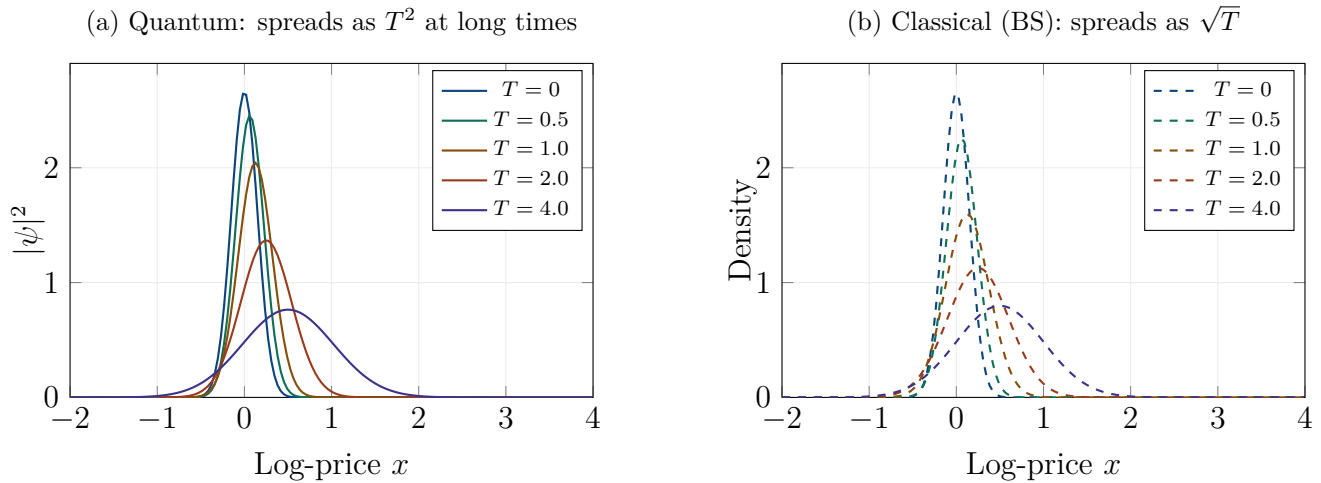 (a) Quantum: spreads as $T^2$ at long times
$T = 0$
$T = 0.5$
$T = 1.0$
$T = 2.0$
$T = 4.0$
2
1
0
$|\psi|^2$
−2 −1 0 1 2 3 4
Log-price $x$
(b) Classical (BS): spreads as $\sqrt{T}$
$T = 0$
$T = 0.5$
$T = 1.0$
$T = 2.0$
$T = 4.0$
2
1
0
Density
−2 −1 0 1 2 3 4
Log-price $x$